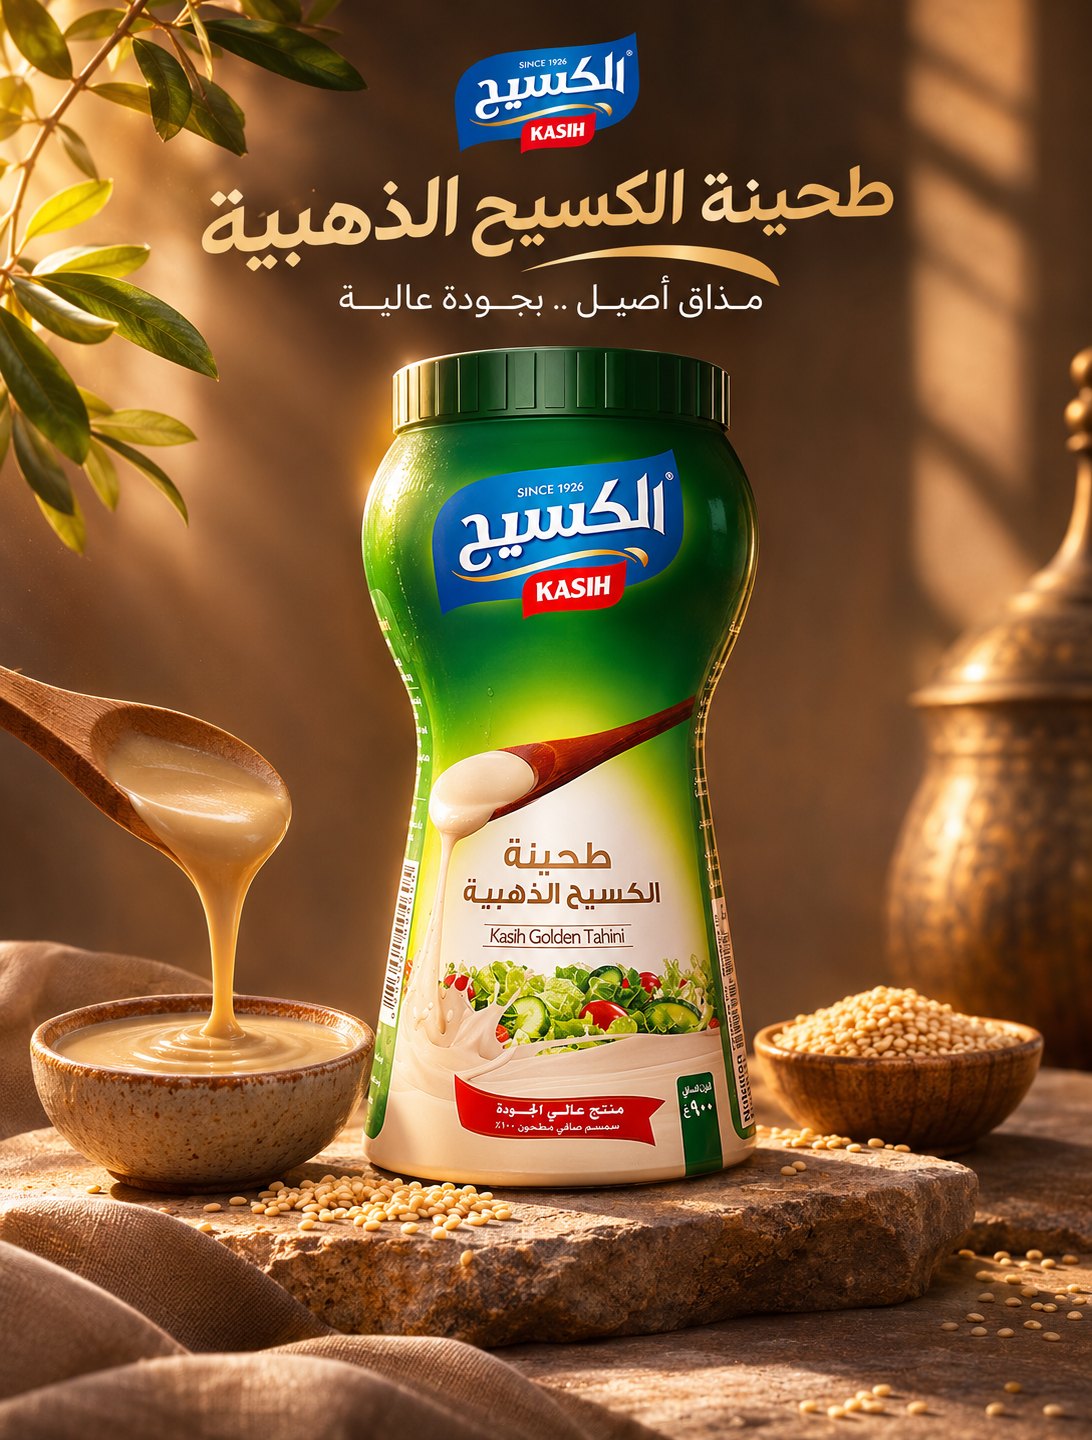 SINCE 1926
الكسيح
KASIH
طحينة الكسيح الذهبية
مذاق أصيل .. بجودة عالية
SINCE 1926
الكسيح
KASIH
طحينة
الكسيح الذهبية
Kasih Golden Tahini
منتج عالي الجودة
سمسم صافي مطحون ١٠٠٪
الوزن الصافي
٩٠٠ غ